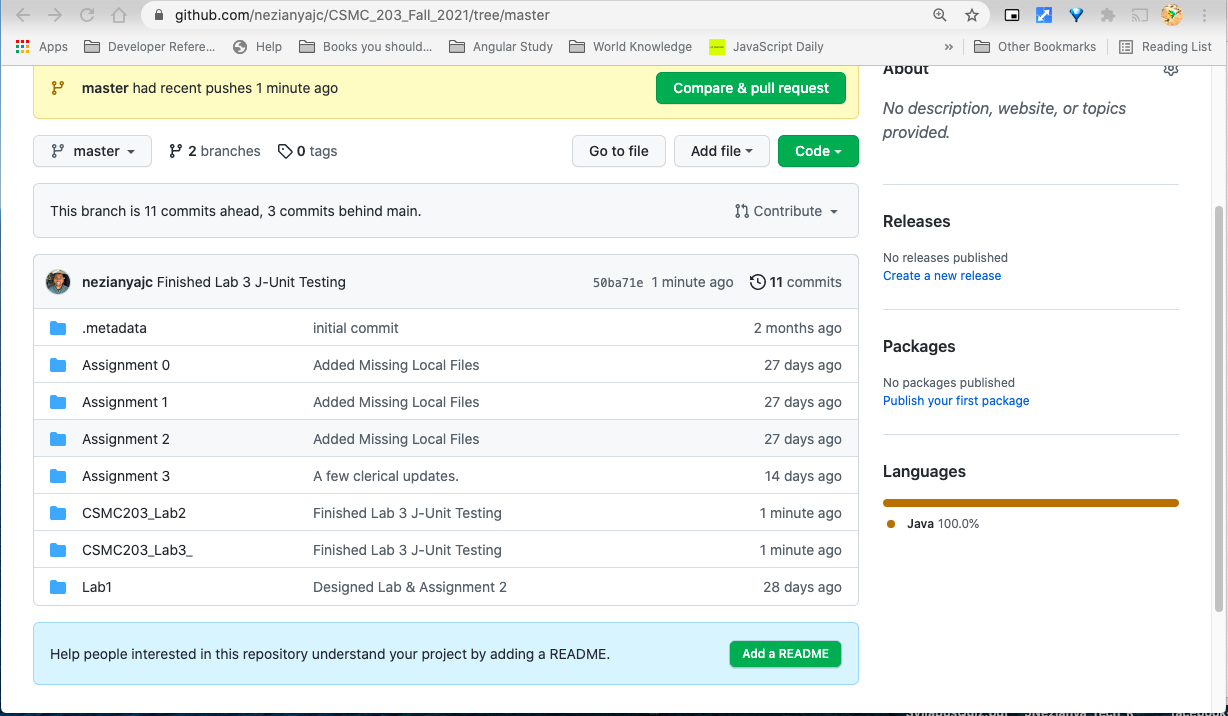 github.com/nezianyajc/CSMC_203_Fall_2021/tree/master
Apps Developer Refere... Help Books you should... Angular Study World Knowledge JavaScript Daily » Other Bookmarks Reading List
master had recent pushes 1 minute ago Compare & pull request
master 2 branches 0 tags Go to file Add file Code
This branch is 11 commits ahead, 3 commits behind main. Contribute
nezianyajc Finished Lab 3 J-Unit Testing 50ba71e 1 minute ago 11 commits
.metadata initial commit 2 months ago
Assignment 0 Added Missing Local Files 27 days ago
Assignment 1 Added Missing Local Files 27 days ago
Assignment 2 Added Missing Local Files 27 days ago
Assignment 3 A few clerical updates. 14 days ago
CSMC203_Lab2 Finished Lab 3 J-Unit Testing 1 minute ago
CSMC203_Lab3_ Finished Lab 3 J-Unit Testing 1 minute ago
Lab1 Designed Lab & Assignment 2 28 days ago
Help people interested in this repository understand your project by adding a README. Add a README
About
No description, website, or topics
provided.
Releases
No releases published
Create a new release
Packages
No packages published
Publish your first package
Languages
Java 100.0%